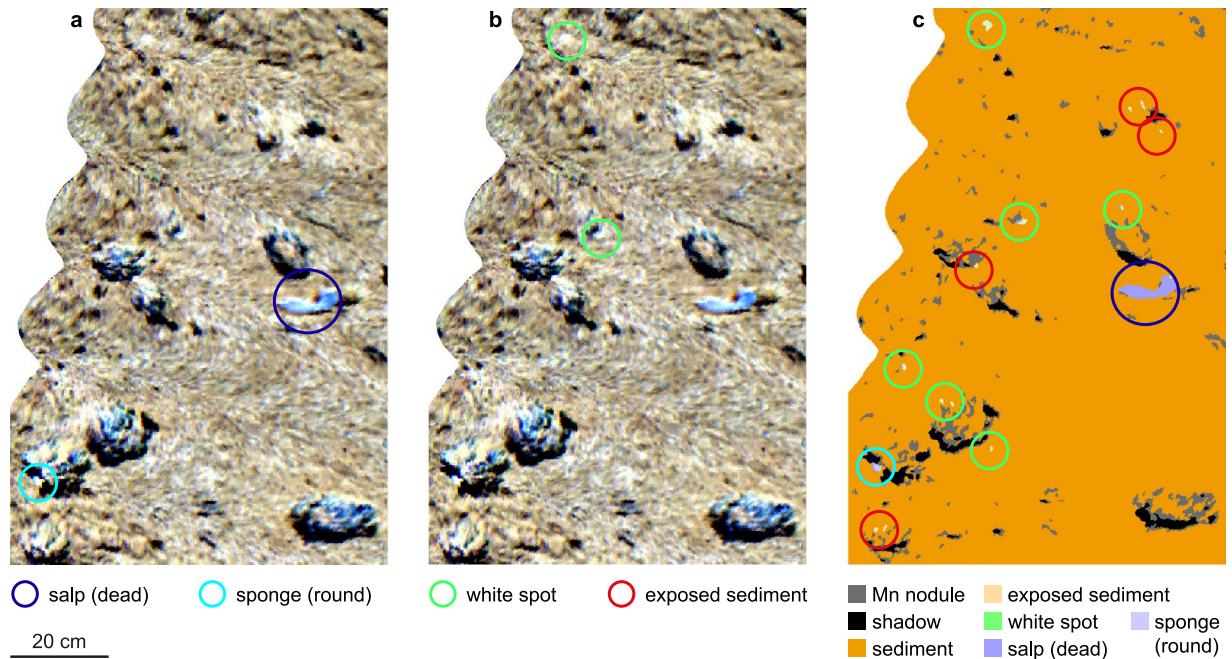 a
b
c
salp (dead)
sponge (round)
white spot
exposed sediment
20 cm
Mn nodule
exposed sediment
shadow
white spot
sponge
(round)
sediment
salp (dead)